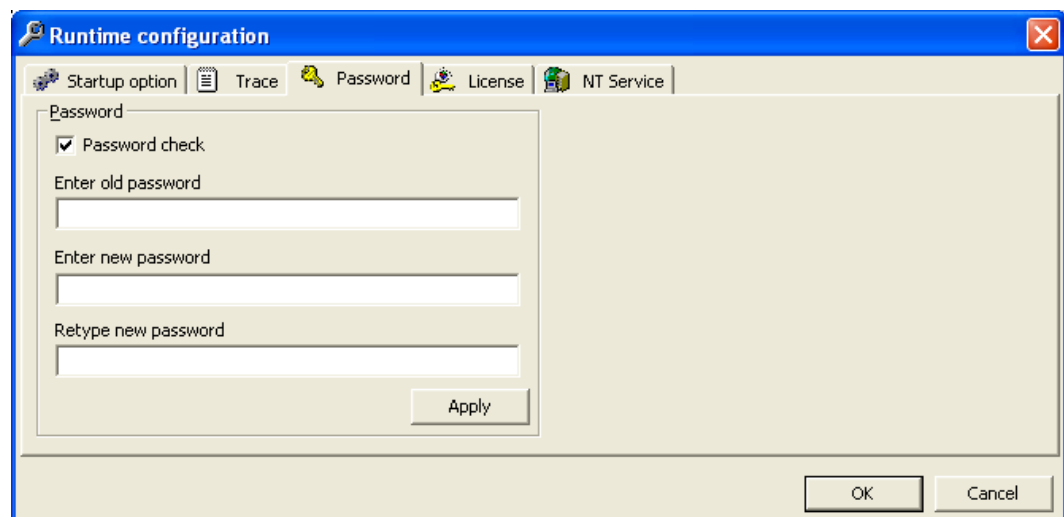 Runtime configuration
Startup option Trace Password License NT Service
Password
Password check
Enter old password
Enter new password
Retype new password
Apply
OK Cancel